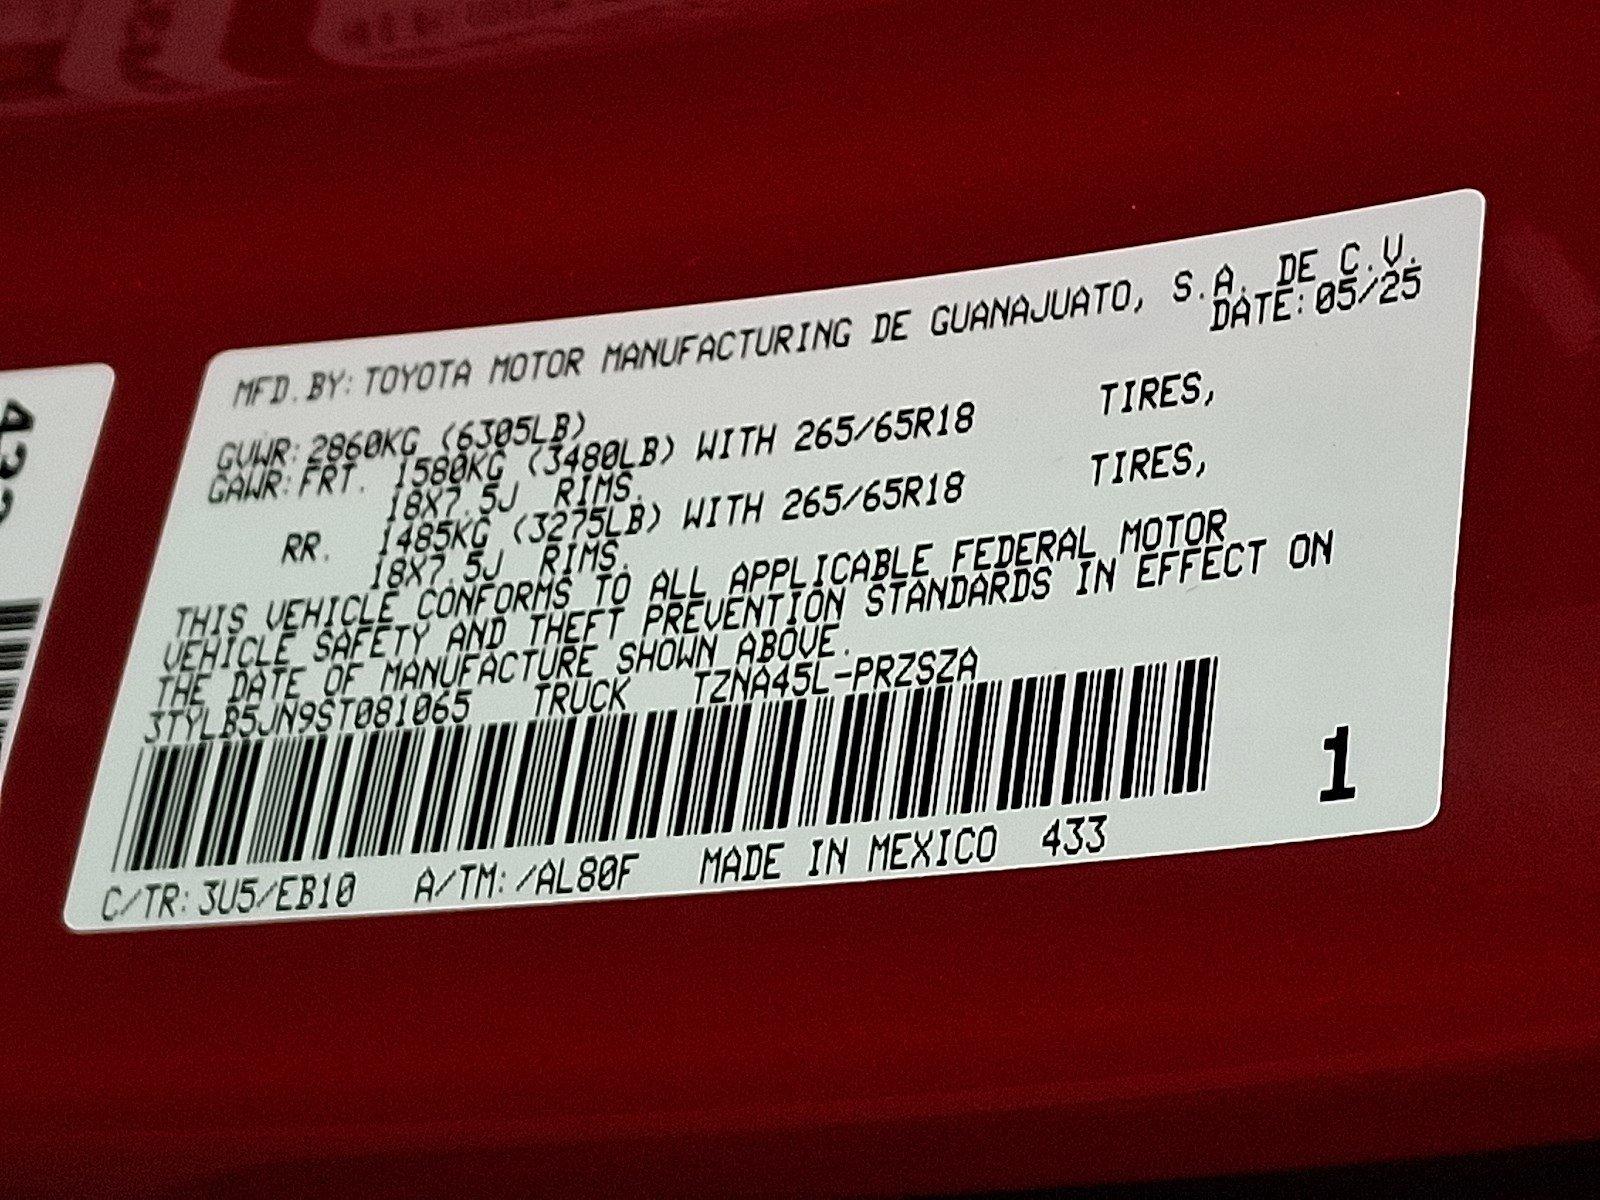 MFD.BY: TOYOTA MOTOR MANUFACTURING DE GUANAJUATO, S.A. DE C.V.
DATE: 05/25
GVWR: 2860KG (6305LB)
GAWR: FRT. 1580KG (3480LB) WITH 265/65R18 TIRES,
18X7.5J RIMS.
RR. 1485KG (3275LB) WITH 265/65R18 TIRES,
18X7.5J RIMS.
THIS VEHICLE CONFORMS TO ALL APPLICABLE FEDERAL MOTOR
VEHICLE SAFETY AND THEFT PREVENTION STANDARDS IN EFFECT ON
THE DATE OF MANUFACTURE SHOWN ABOVE.
3TYLB5JN9ST081065 TRUCK TZNA45L-PRZSZA
1
C/TR: 3U5/EB10 A/TM: /AL80F MADE IN MEXICO 433